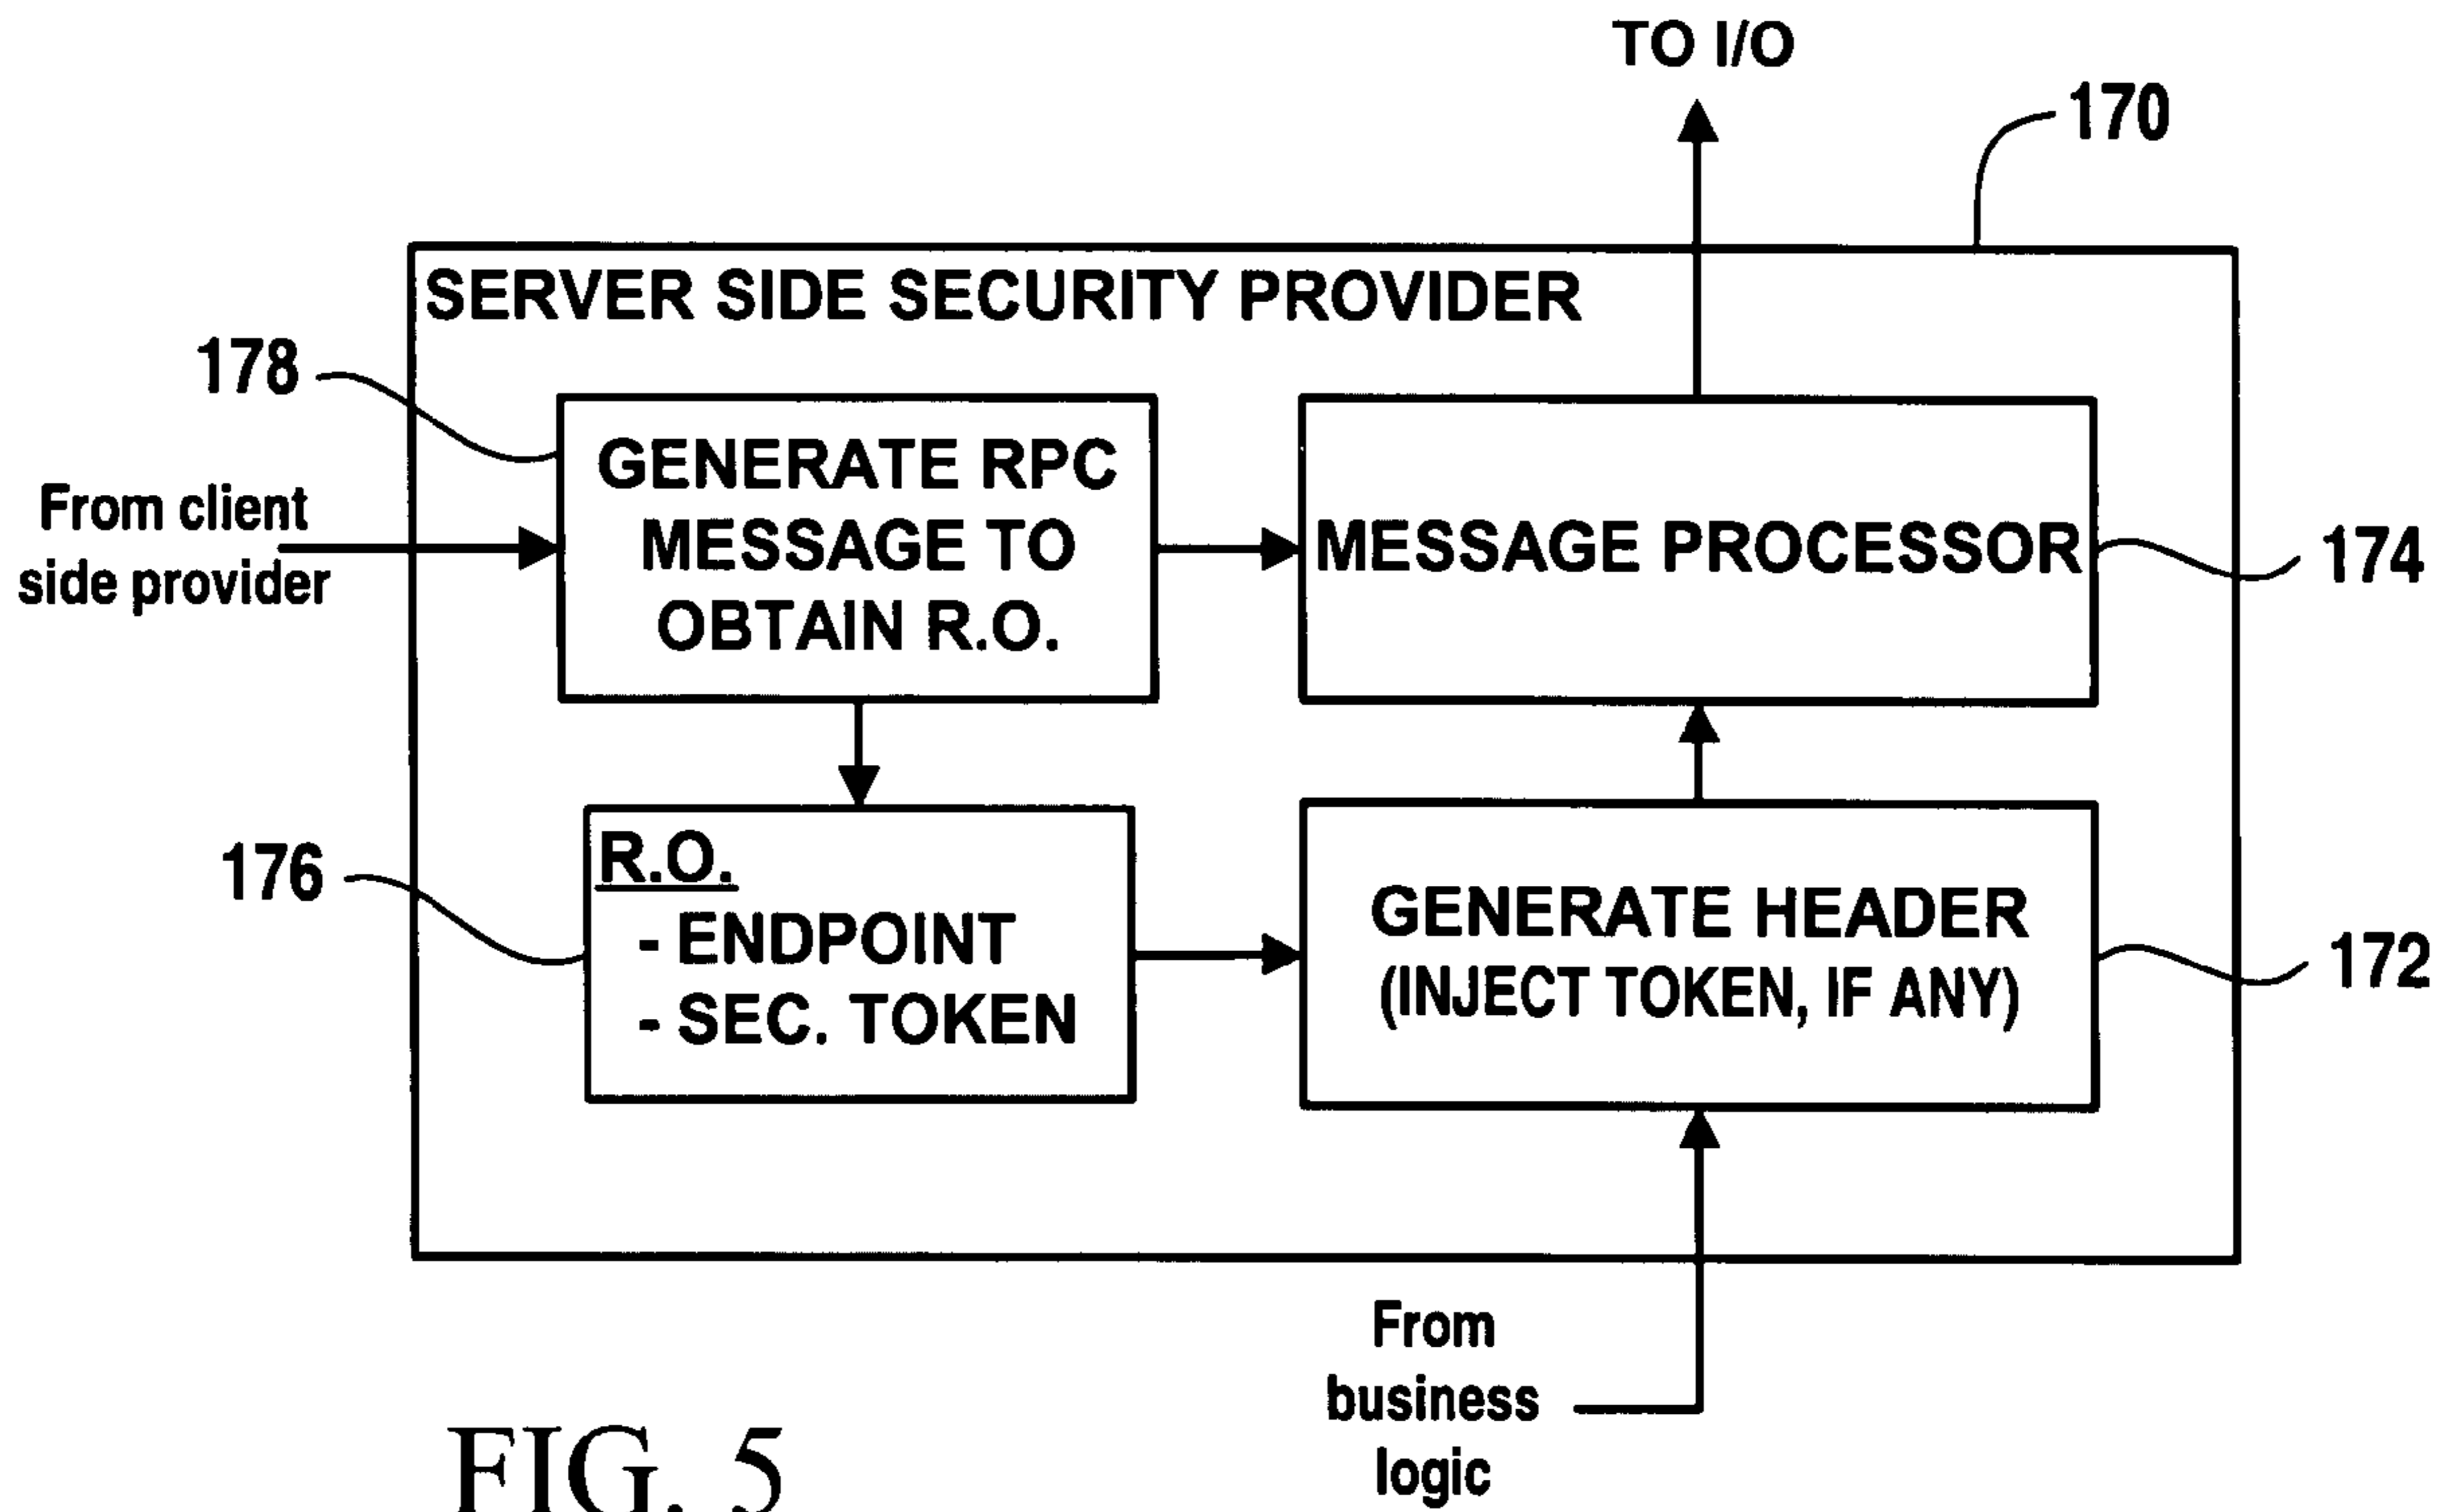 TO I/O
170
SERVER SIDE SECURITY PROVIDER
178
GENERATE RPC
MESSAGE TO
OBTAIN R.O.
MESSAGE PROCESSOR
From client
side provider
174
176
R.O.
- ENDPOINT
- SEC. TOKEN
GENERATE HEADER
(INJECT TOKEN, IF ANY)
172
From
business
logic
FIG. 5